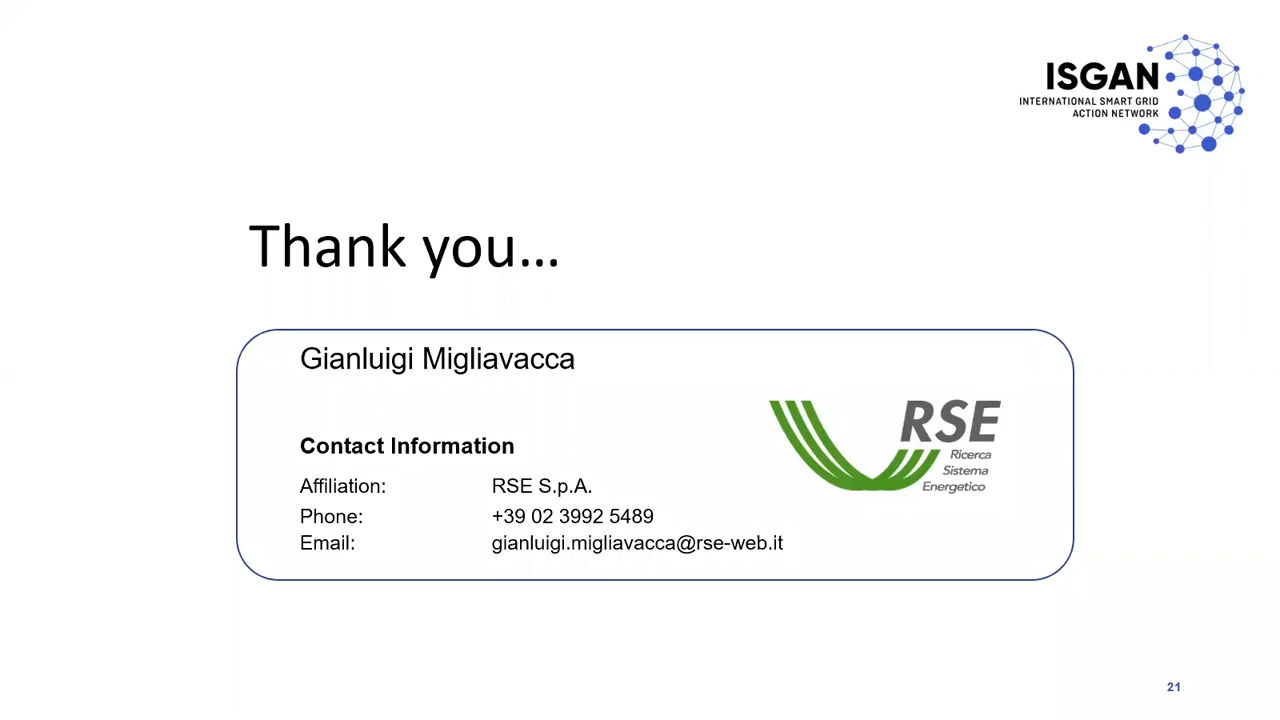 ISGAN
INTERNATIONAL SMART GRID
ACTION NETWORK
Thank you...
Gianluigi Migliavacca
Contact Information
Affiliation: RSE S.p.A.
Phone: +39 02 3992 5489
Email: gianluigi.migliavacca@rse-web.it
RSE
Ricerca
Sistema
Energetico
21